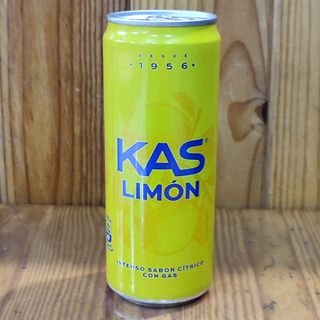 DESDE
• 1956 •
KAS®
LIMÓN
INTENSO SABOR CÍTRICO
CON GAS